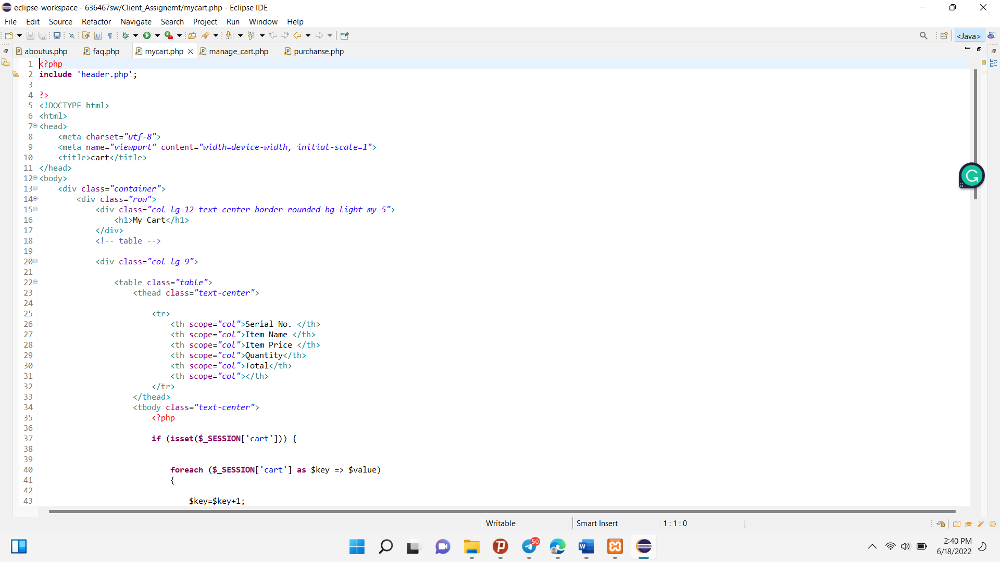 eclipse-workspace - 636467sw/Client_Assignemt/mycart.php - Eclipse IDE
File Edit Source Refactor Navigate Search Project Run Window Help
<Java>
aboutus.php faq.php mycart.php manage_cart.php purchanse.php
1 <?php
2 include 'header.php';
3
4 ?>
5 <!DOCTYPE html>
6 <html>
7 <head>
8 <meta charset="utf-8">
9 <meta name="viewport" content="width=device-width, initial-scale=1">
10 <title>cart</title>
11 </head>
12 <body>
13 <div class="container">
14 <div class="row">
15 <div class="col-lg-12 text-center border rounded bg-light my-5">
16 <h1>My Cart</h1>
17 </div>
18 <!-- table -->
19
20 <div class="col-lg-9">
21
22 <table class="table">
23 <thead class="text-center">
24
25 <tr>
26 <th scope="col">Serial No. </th>
27 <th scope="col">Item Name </th>
28 <th scope="col">Item Price </th>
29 <th scope="col">Quantity</th>
30 <th scope="col">Total</th>
31 <th scope="col"></th>
32 </tr>
33 </thead>
34 <tbody class="text-center">
35 <?php
36
37 if (isset($_SESSION['cart'])) {
38
39
40 foreach ($_SESSION['cart'] as $key => $value)
41 {
42
43 $key=$key+1;
Writable Smart Insert 1 : 1 : 0
50
2:40 PM
6/18/2022